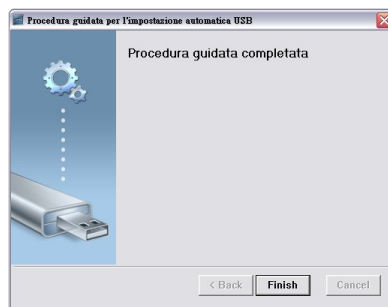 Procedura guidata per l'impostazione automatica USB
Procedura guidata completata
< Back Finish Cancel